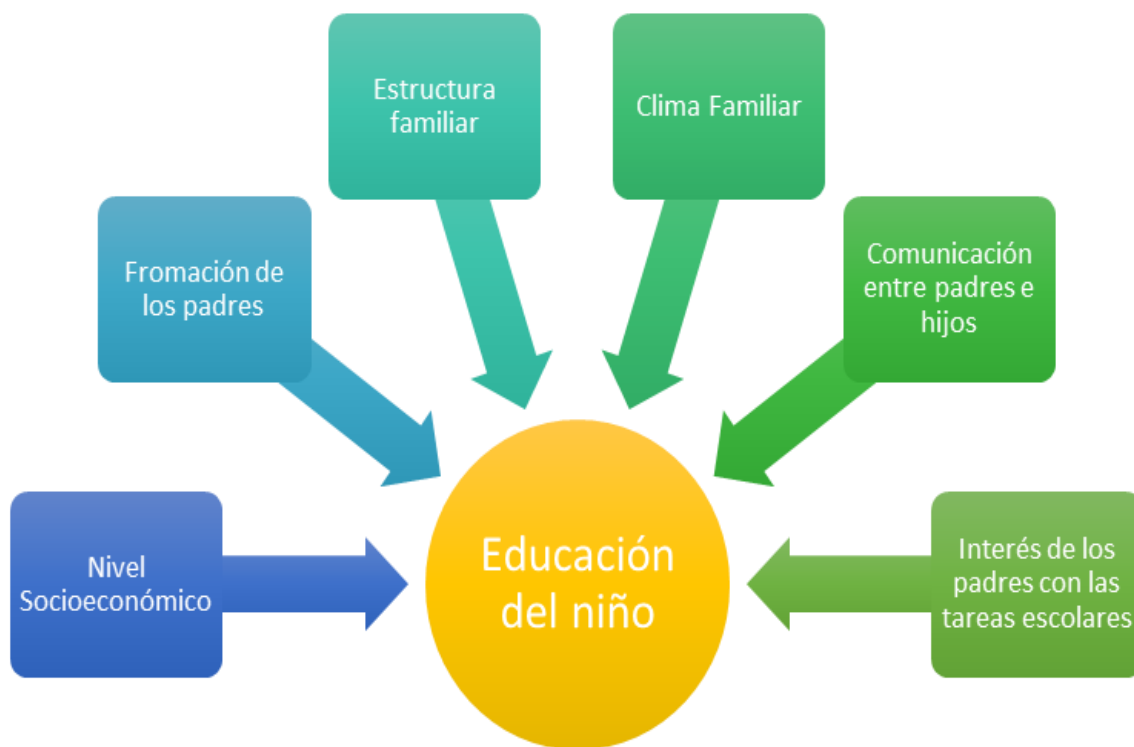 Estructura
familiar
Clima Familiar
Fromación de
los padres
Comunicación
entre padres e
hijos
Nivel
Socioeconómico
Educación
del niño
Interés de los
padres con las
tareas escolares